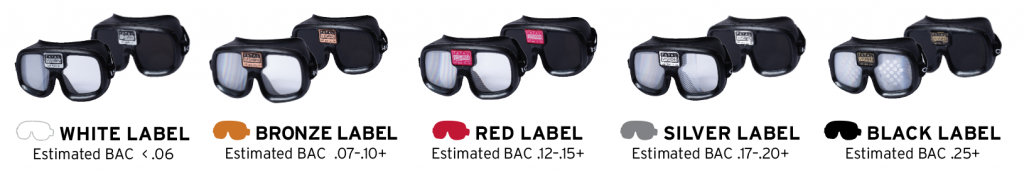 WHITE LABEL
Estimated BAC < .06
BRONZE LABEL
Estimated BAC .07-.10+
RED LABEL
Estimated BAC .12-.15+
SILVER LABEL
Estimated BAC .17-.20+
BLACK LABEL
Estimated BAC .25+